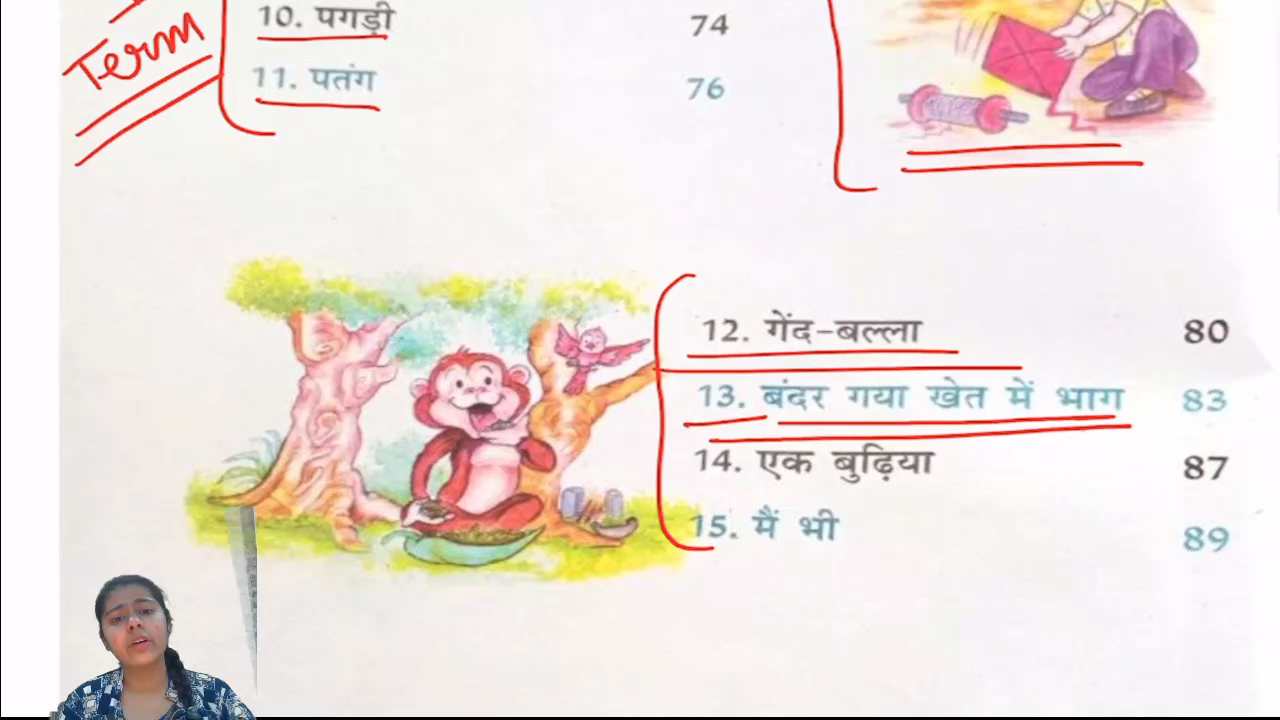 Term
10. पगड़ी 74
11. पतंग 76
12. गेंद-बल्ला 80
13. बंदर गया खेत में भाग 83
14. एक बुढ़िया 87
15. मैं भी 89